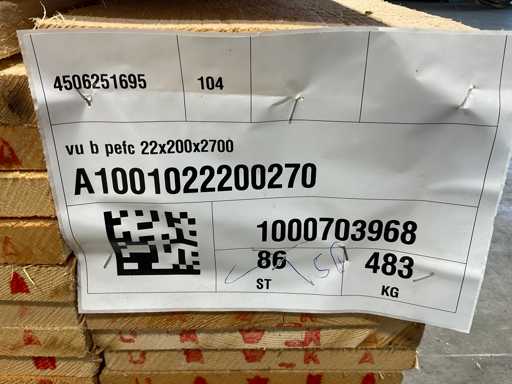 4506251695 104
vu b pefc 22x200x2700
A1001022200270
1000703968
86 483
ST KG